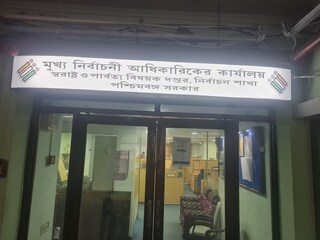 মুখ্য নির্বাচনী আধিকারিকের কার্যালয়
স্বরাষ্ট্র ও পার্বত্য বিষয়ক দপ্তর, নির্বাচন শাখা
পশ্চিমবঙ্গ সরকার